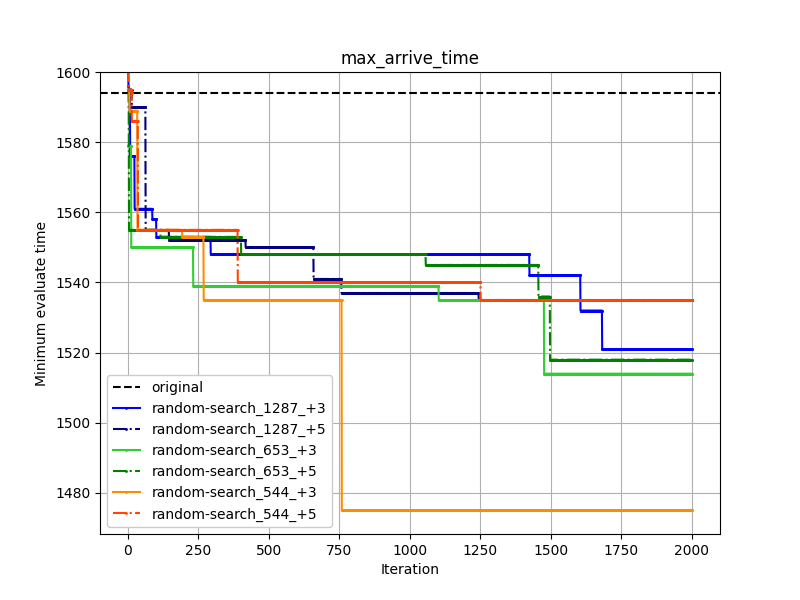 max_arrive_time
1600
1580
1560
1540
1520
1500
1480
Minimum evaluate time
original
random-search_1287_+3
random-search_1287_+5
random-search_653_+3
random-search_653_+5
random-search_544_+3
random-search_544_+5
0 250 500 750 1000 1250 1500 1750 2000
Iteration